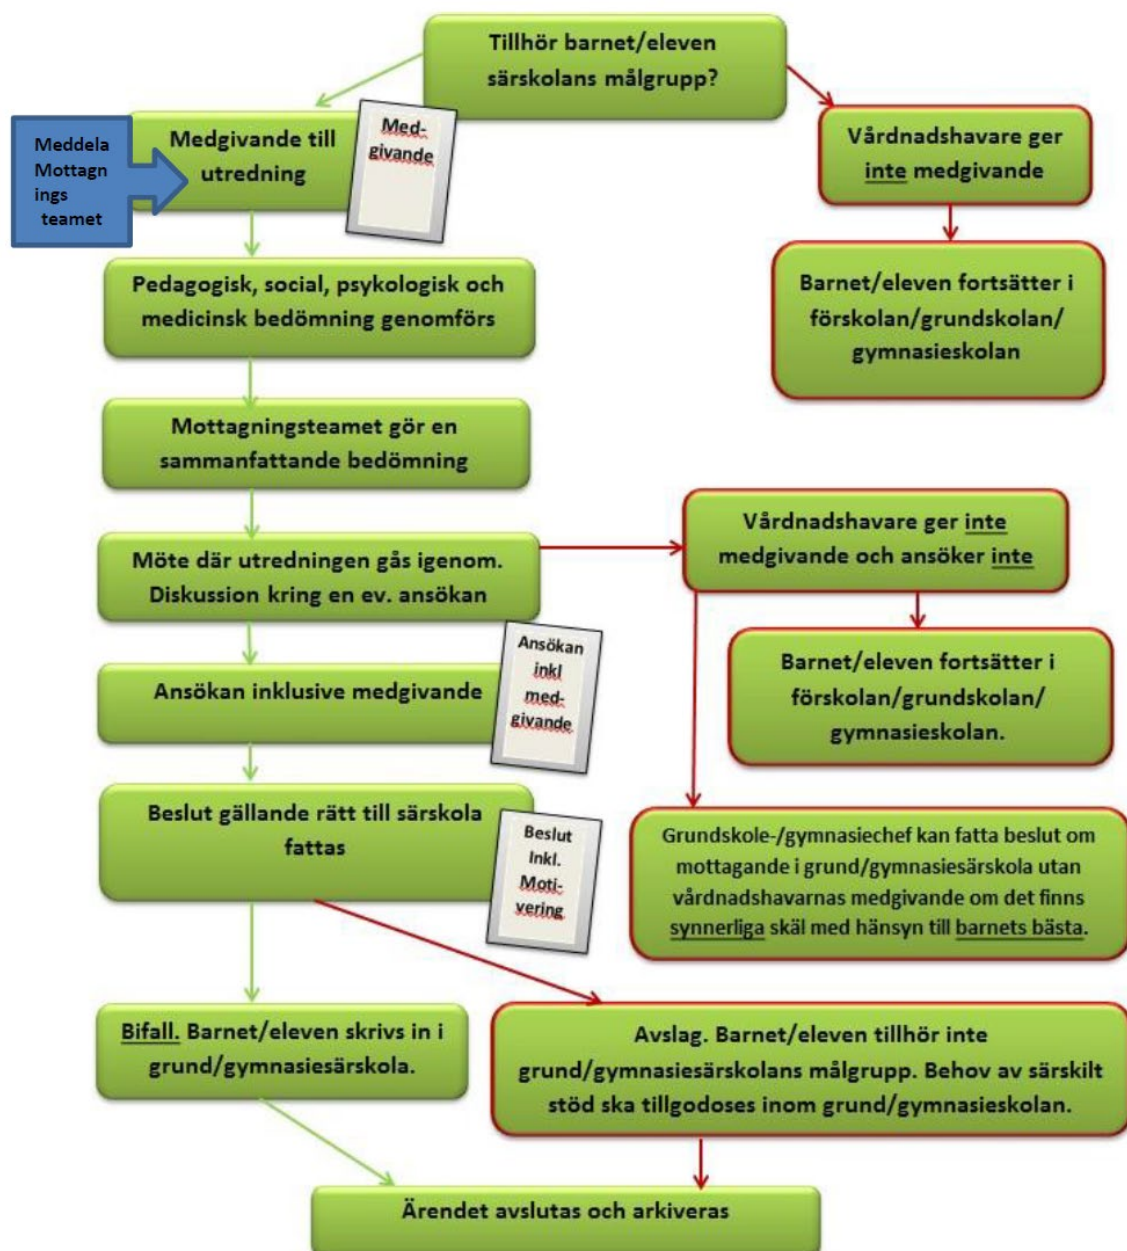 Tillhör barnet/eleven
särskolans målgrupp?
Meddela
Mottagn
ings
teamet
Medgivande till
utredning
Med-
givande
Vårdnadshavare ger
inte medgivande
Pedagogisk, social, psykologisk och
medicinsk bedömning genomförs
Barnet/eleven fortsätter i
förskolan/grundskolan/
gymnasieskolan
Mottagningsteamet gör en
sammanfattande bedömning
Möte där utredningen gås igenom.
Diskussion kring en ev. ansökan
Vårdnadshavare ger inte
medgivande och ansöker inte
Ansökan inklusive medgivande
Ansökan
inkl
med-
givande
Barnet/eleven fortsätter i
förskolan/grundskolan/
gymnasieskolan.
Beslut gällande rätt till särskola
fattas
Beslut
Inkl.
Moti-
vering
Grundskole-/gymnasiechef kan fatta beslut om
mottagande i grund/gymnasiesärskola utan
vårdnadshavarnas medgivande om det finns
synnerliga skäl med hänsyn till barnets bästa.
Bifall. Barnet/eleven skrivs in i
grund/gymnasiesärskola.
Avslag. Barnet/eleven tillhör inte
grund/gymnasiesärskolans målgrupp. Behov av särskilt
stöd ska tillgodoses inom grund/gymnasieskolan.
Ärendet avslutas och arkiveras